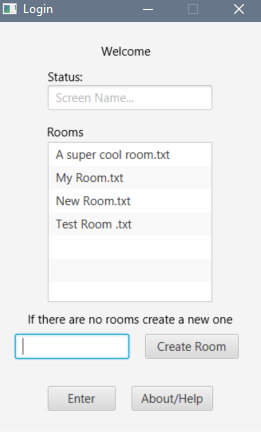 Login
Welcome
Status:
Screen Name...
Rooms
A super cool room.txt
My Room.txt
New Room.txt
Test Room .txt
If there are no rooms create a new one
Create Room
Enter
About/Help